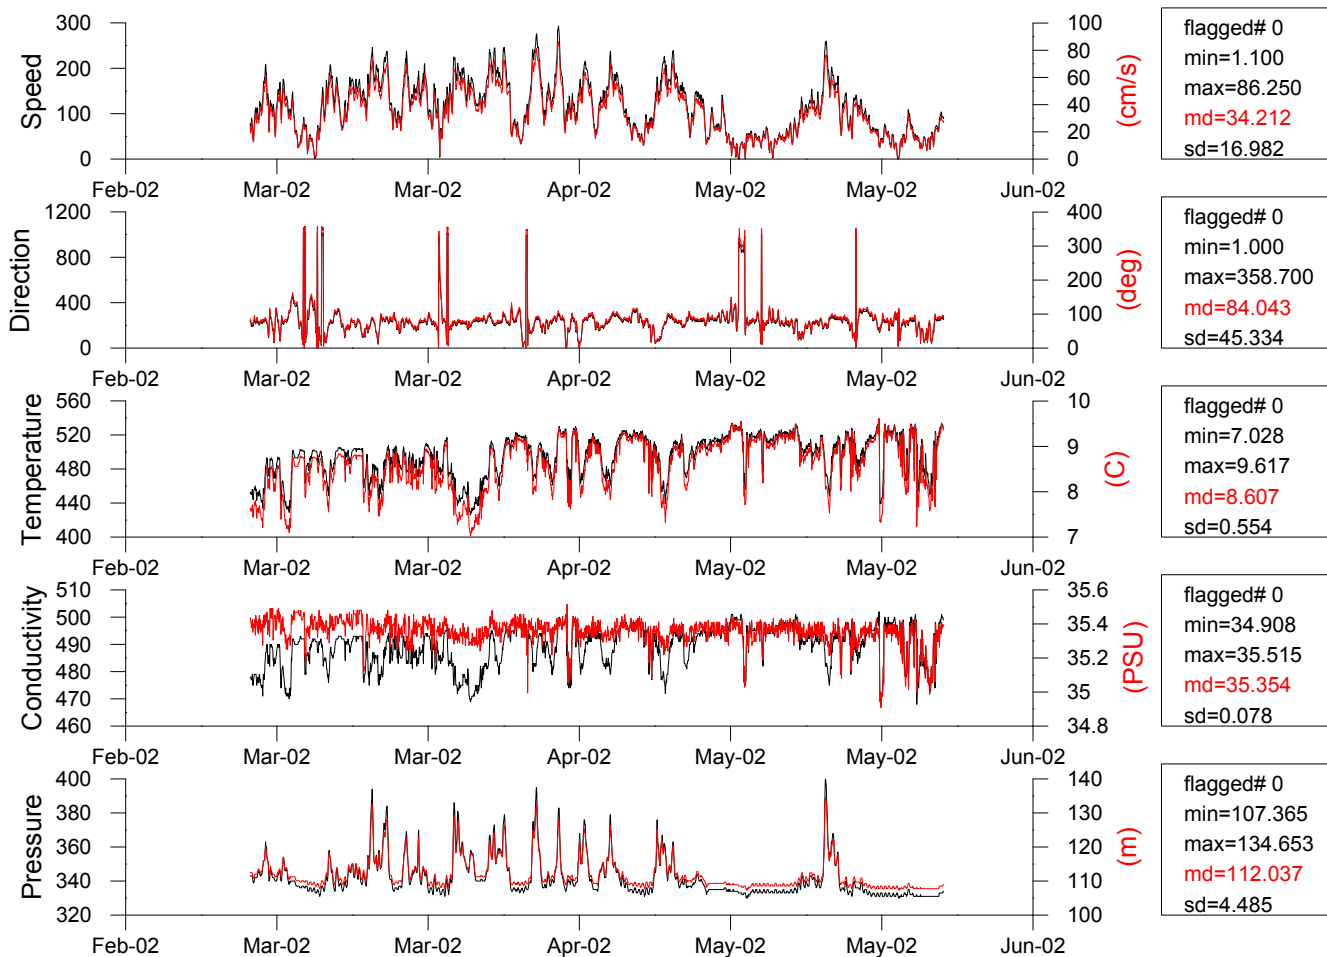 300
200
100
0
Speed
100
80
60
40
20
0
(cm/s)
Feb-02 Mar-02 Mar-02 Apr-02 May-02 May-02 Jun-02
flagged# 0
min=1.100
max=86.250
md=34.212
sd=16.982
1200
800
400
0
Direction
400
300
200
100
0
(deg)
Feb-02 Mar-02 Mar-02 Apr-02 May-02 May-02 Jun-02
flagged# 0
min=1.000
max=358.700
md=84.043
sd=45.334
560
520
480
440
400
Temperature
10
9
8
7
(C)
Feb-02 Mar-02 Mar-02 Apr-02 May-02 May-02 Jun-02
flagged# 0
min=7.028
max=9.617
md=8.607
sd=0.554
510
500
490
480
470
460
Conductivity
35.6
35.4
35.2
35
34.8
(PSU)
Feb-02 Mar-02 Mar-02 Apr-02 May-02 May-02 Jun-02
flagged# 0
min=34.908
max=35.515
md=35.354
sd=0.078
400
380
360
340
320
Pressure
140
130
120
110
100
(m)
Feb-02 Mar-02 Mar-02 Apr-02 May-02 May-02 Jun-02
flagged# 0
min=107.365
max=134.653
md=112.037
sd=4.485